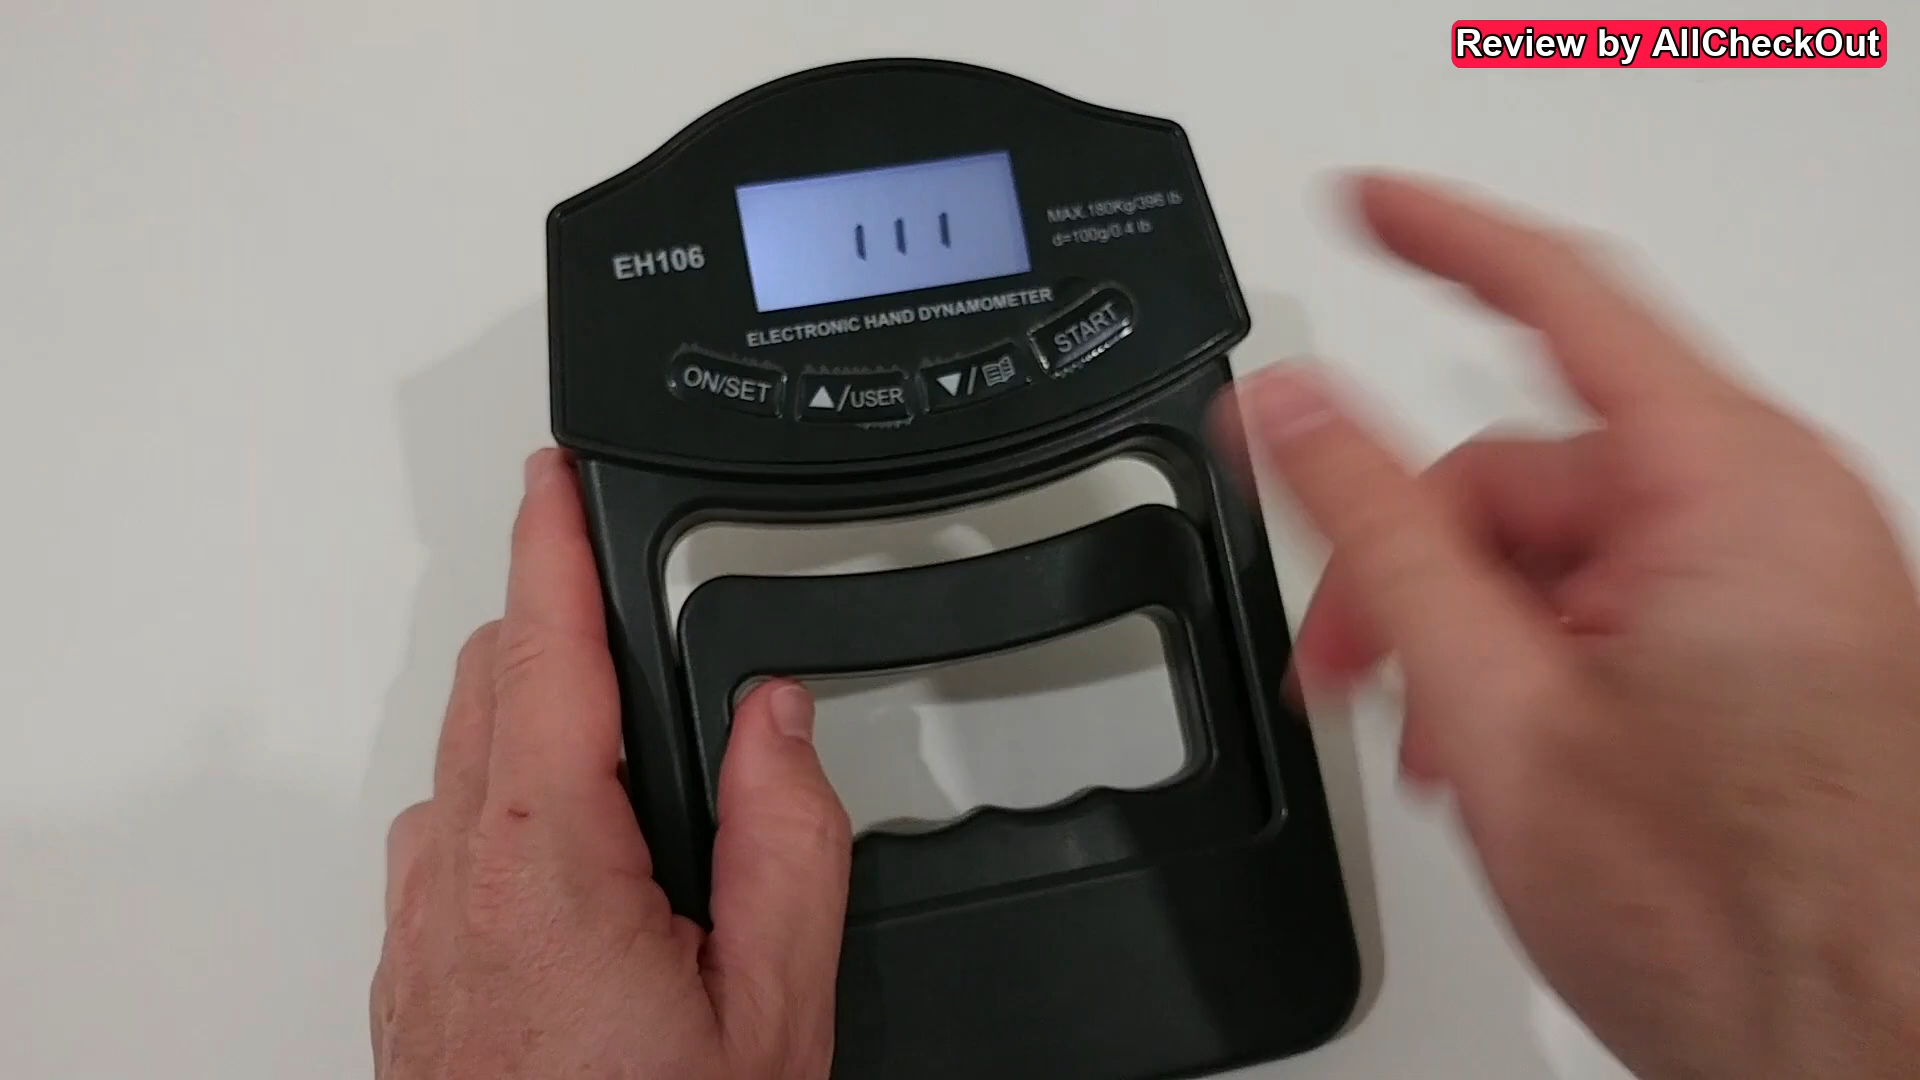 Review by AllCheckOut
MAX.180Kg/396 lb
d=100g/0.4 lb
EH106
111
ELECTRONIC HAND DYNAMOMETER
ON/SET
▲/USER
▼/
START